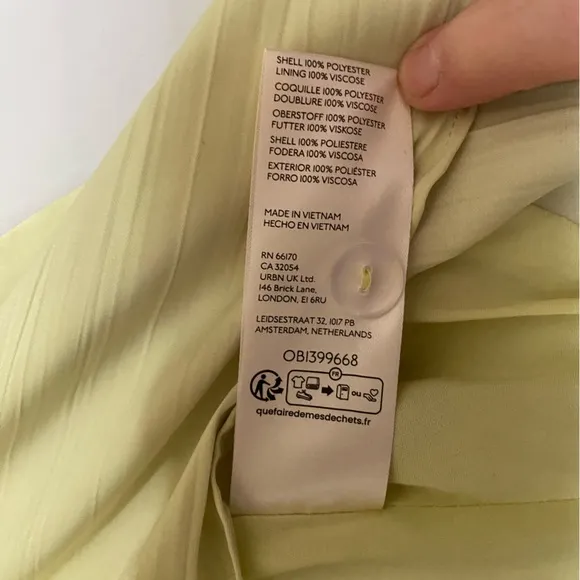 SHELL 100% POLYESTER
LINING 100% VISCOSE
COQUILLE 100% POLYESTER
DOUBLURE 100% VISCOSE
OBERSTOFF 100% POLYESTER
FUTTER 100% VISKOSE
SHELL 100% POLIESTERE
FODERA 100% VISCOSA
EXTERIOR 100% POLIÉSTER
FORRO 100% VISCOSA
MADE IN VIETNAM
HECHO EN VIETNAM
RN 66170
CA 32054
URBN UK Ltd.
146 Brick Lane,
LONDON, E1 6RU
LEIDSESTRAAT 32, 1017 PB
AMSTERDAM, NETHERLANDS
OB1399668
FR
ou
quefairedemesdechets.fr